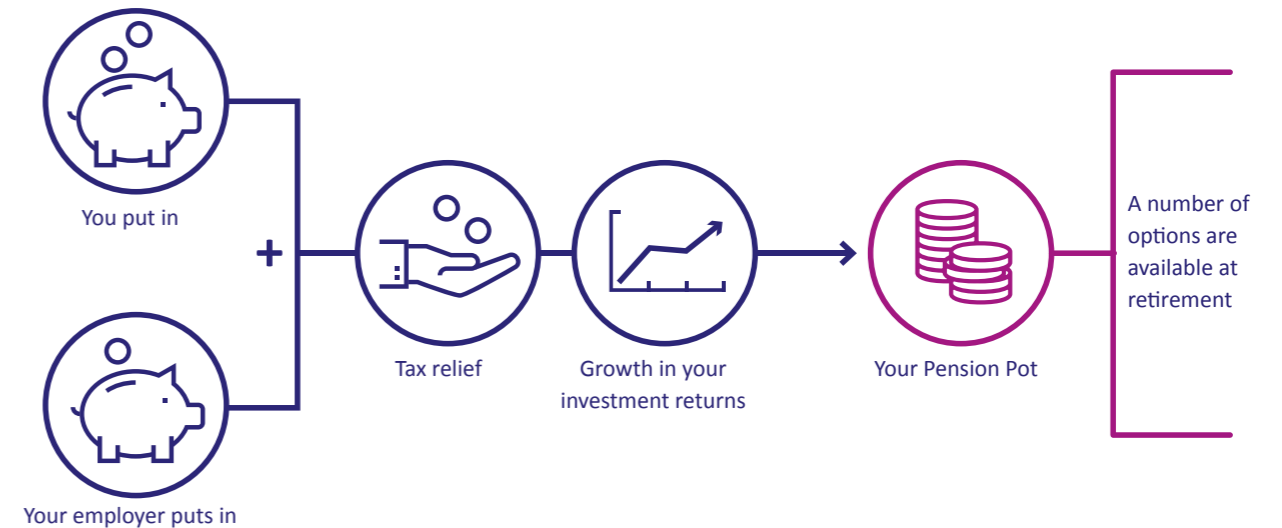 You put in
+
Your employer puts in
Tax relief
Growth in your
investment returns
Your Pension Pot
A number of
options are
available at
retirement